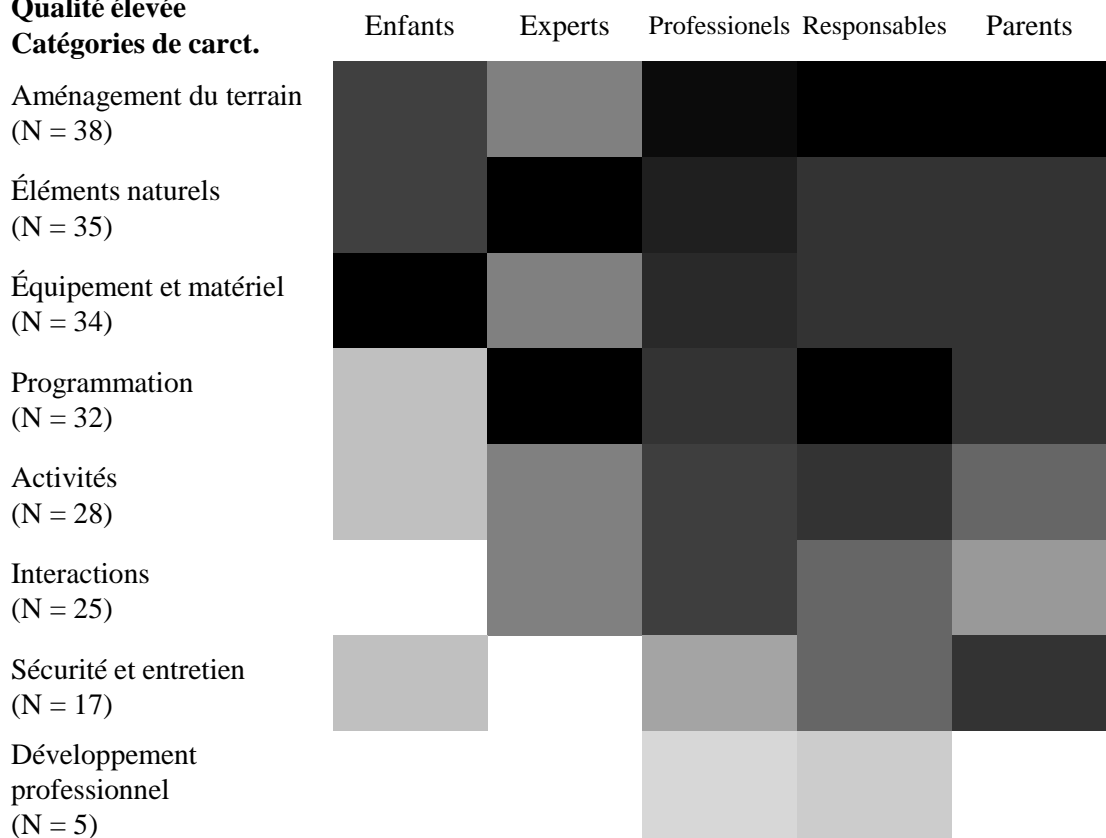 Qualité élevée
Catégories de carct.
Enfants Experts Professionels Responsables Parents
Aménagement du terrain
(N = 38)
Éléments naturels
(N = 35)
Équipement et matériel
(N = 34)
Programmation
(N = 32)
Activités
(N = 28)
Interactions
(N = 25)
Sécurité et entretien
(N = 17)
Développement
professionnel
(N = 5)